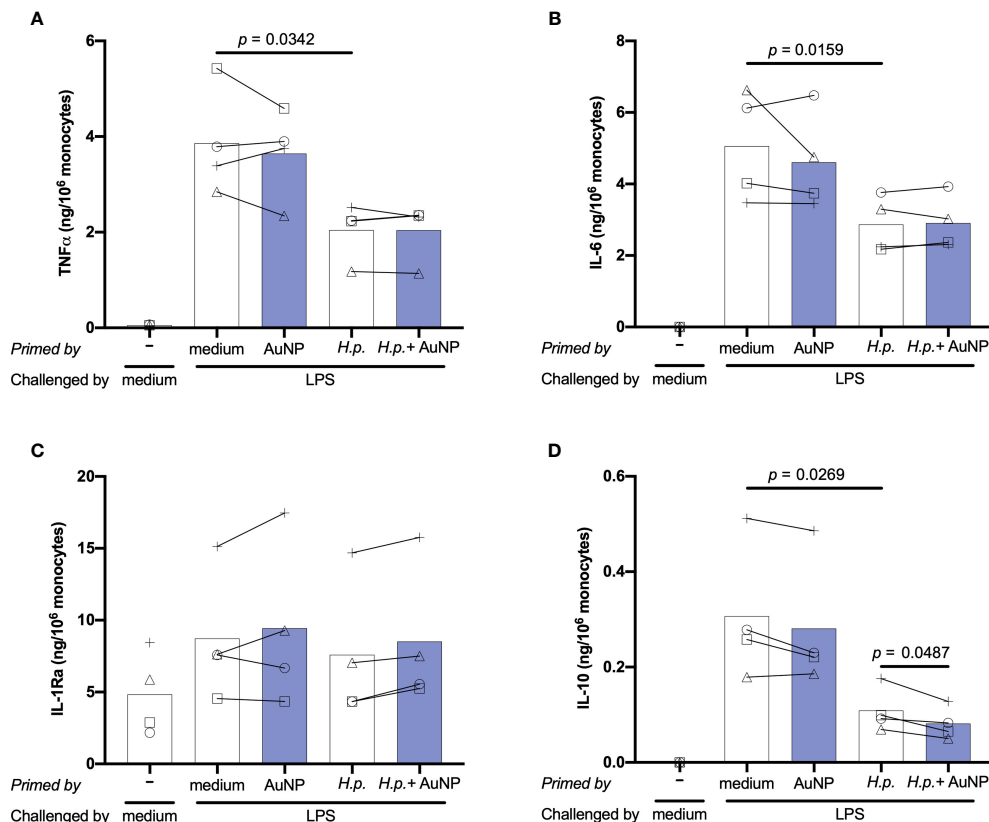 A
6
4
2
0
TNFα (ng/10⁶ monocytes)
p = 0.0342
Primed by – medium AuNP H.p. H.p.+ AuNP
Challenged by medium LPS
B
8
6
4
2
0
IL-6 (ng/10⁶ monocytes)
p = 0.0159
Primed by – medium AuNP H.p. H.p.+ AuNP
Challenged by medium LPS
C
20
15
10
5
0
IL-1Ra (ng/10⁶ monocytes)
Primed by – medium AuNP H.p. H.p.+ AuNP
Challenged by medium LPS
D
0.6
0.4
0.2
0.0
IL-10 (ng/10⁶ monocytes)
p = 0.0269
p = 0.0487
Primed by – medium AuNP H.p. H.p.+ AuNP
Challenged by medium LPS